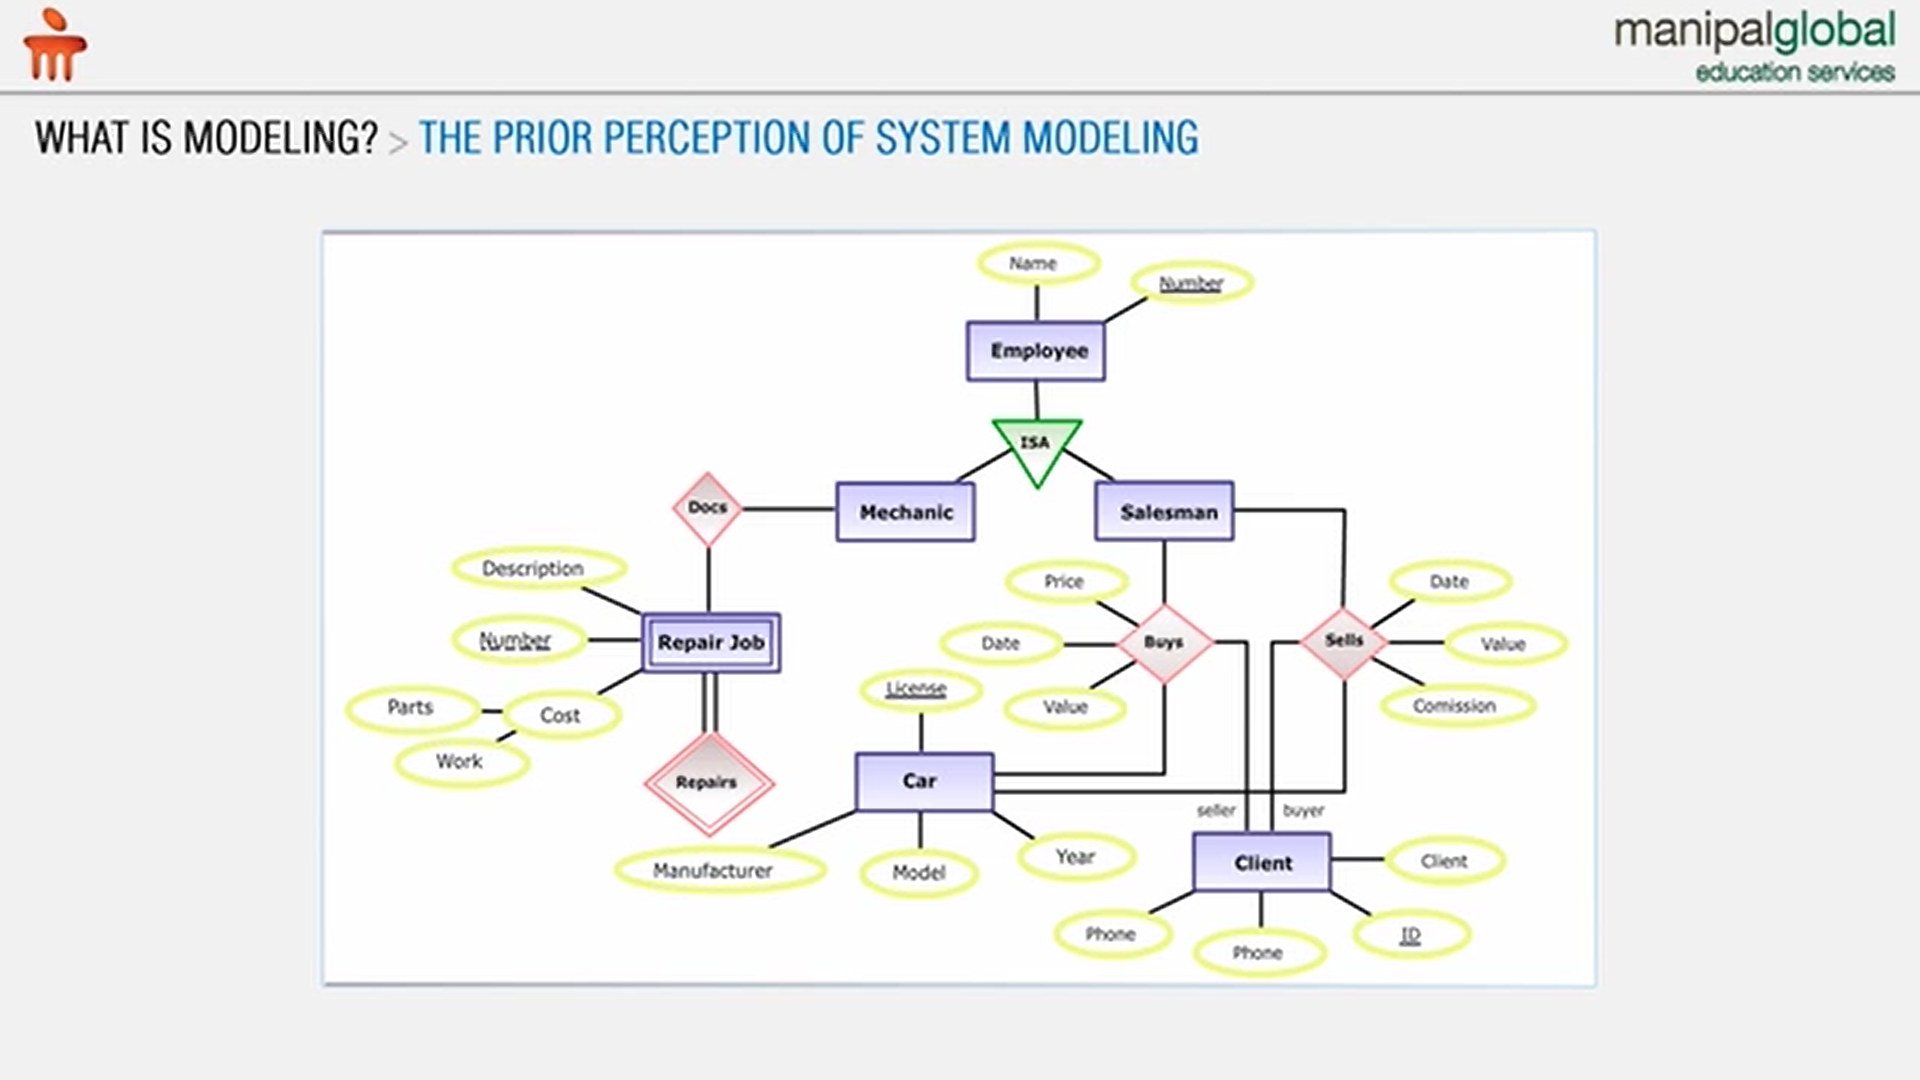 manipalglobal
education services
WHAT IS MODELING? > THE PRIOR PERCEPTION OF SYSTEM MODELING
Name
Number
Employee
ISA
Docs
Mechanic
Salesman
Description
Price
Date
Number
Repair Job
Date
Buys
Sells
Value
License
Parts
Cost
Value
Comission
Work
Repairs
Car
seller
buyer
Manufacturer
Model
Year
Client
Client
Phone
Phone
ID